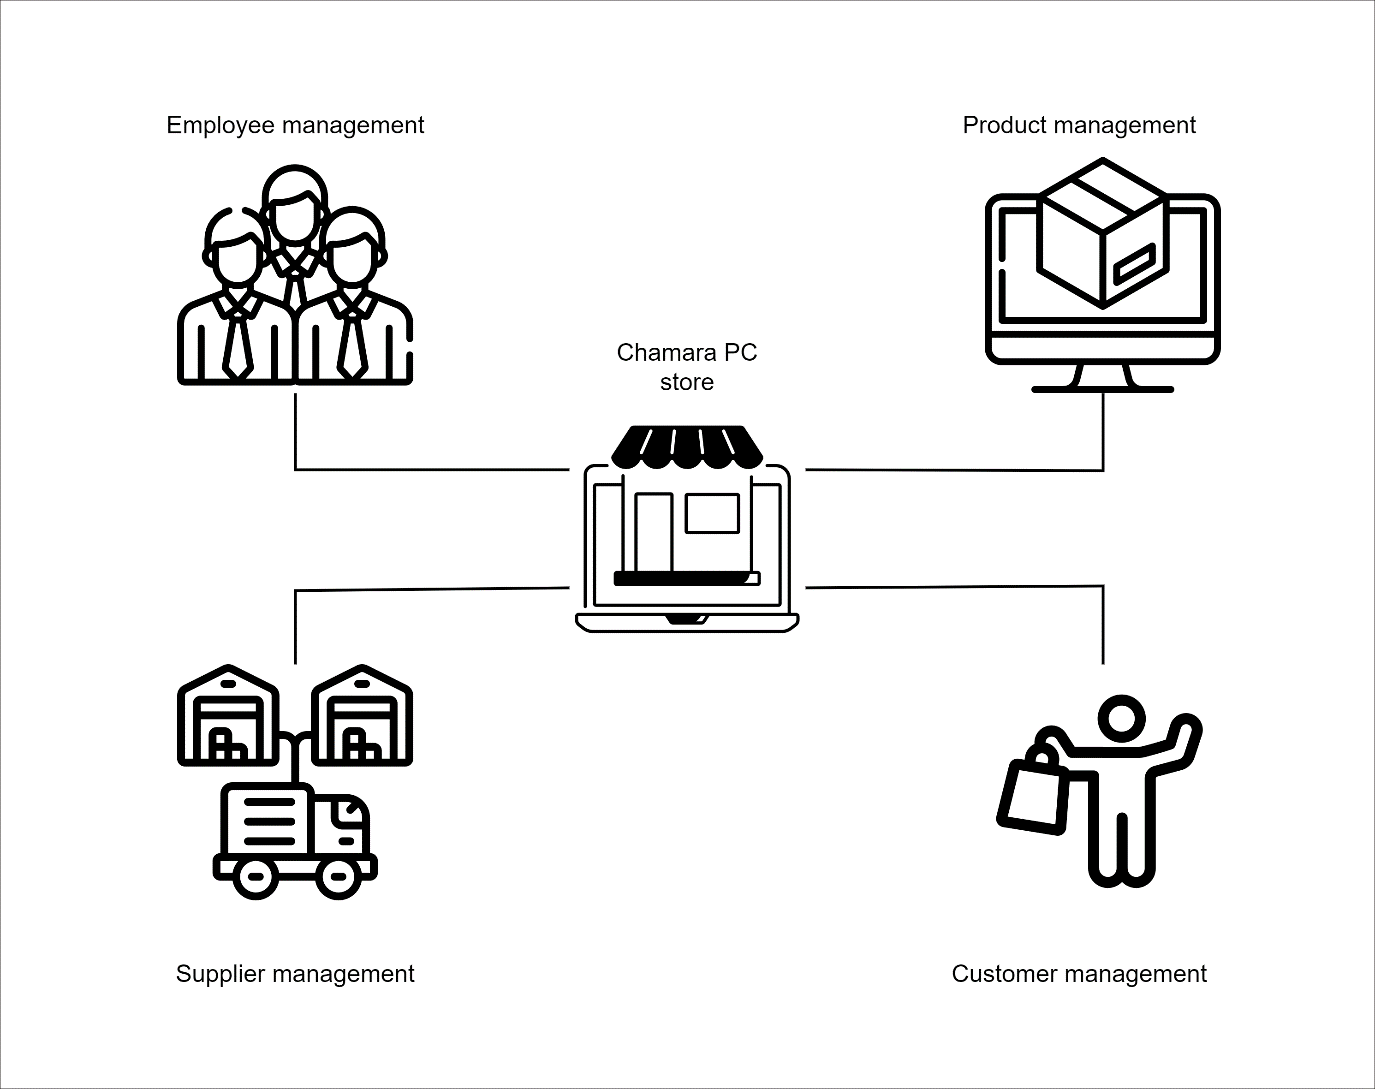 Employee management
Product management
Chamara PC
store
Supplier management
Customer management